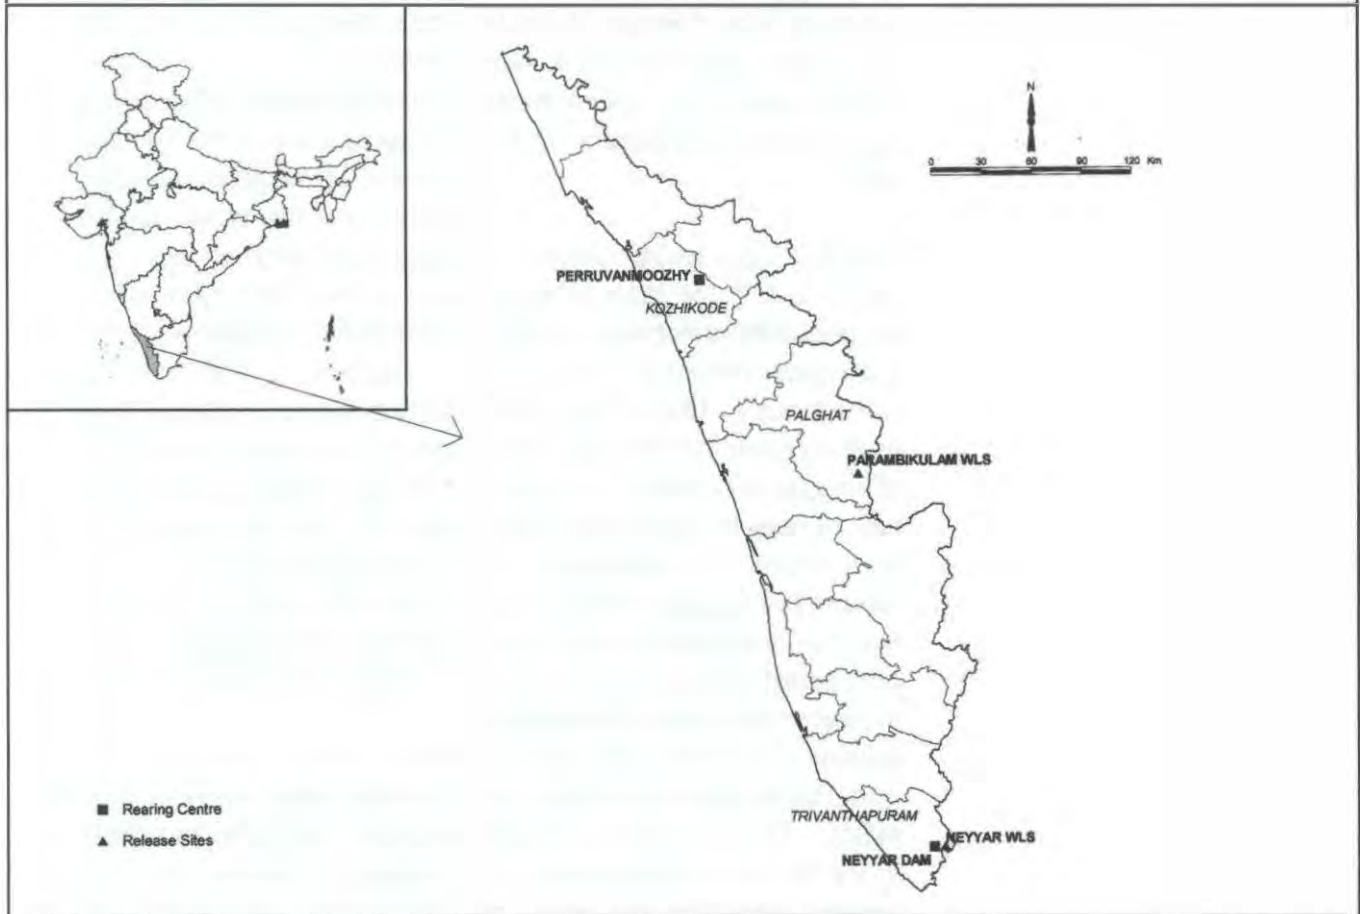 N
0 30 60 90 120 Km.
PERRUVANMOOZHY
KOZHIKODE
PALGHAT
PARAMBIKULAM WLS
TRIVANTHAPURAM
NEYYAR WLS
NEYYAR DAM
Rearing Centre
Release Sites